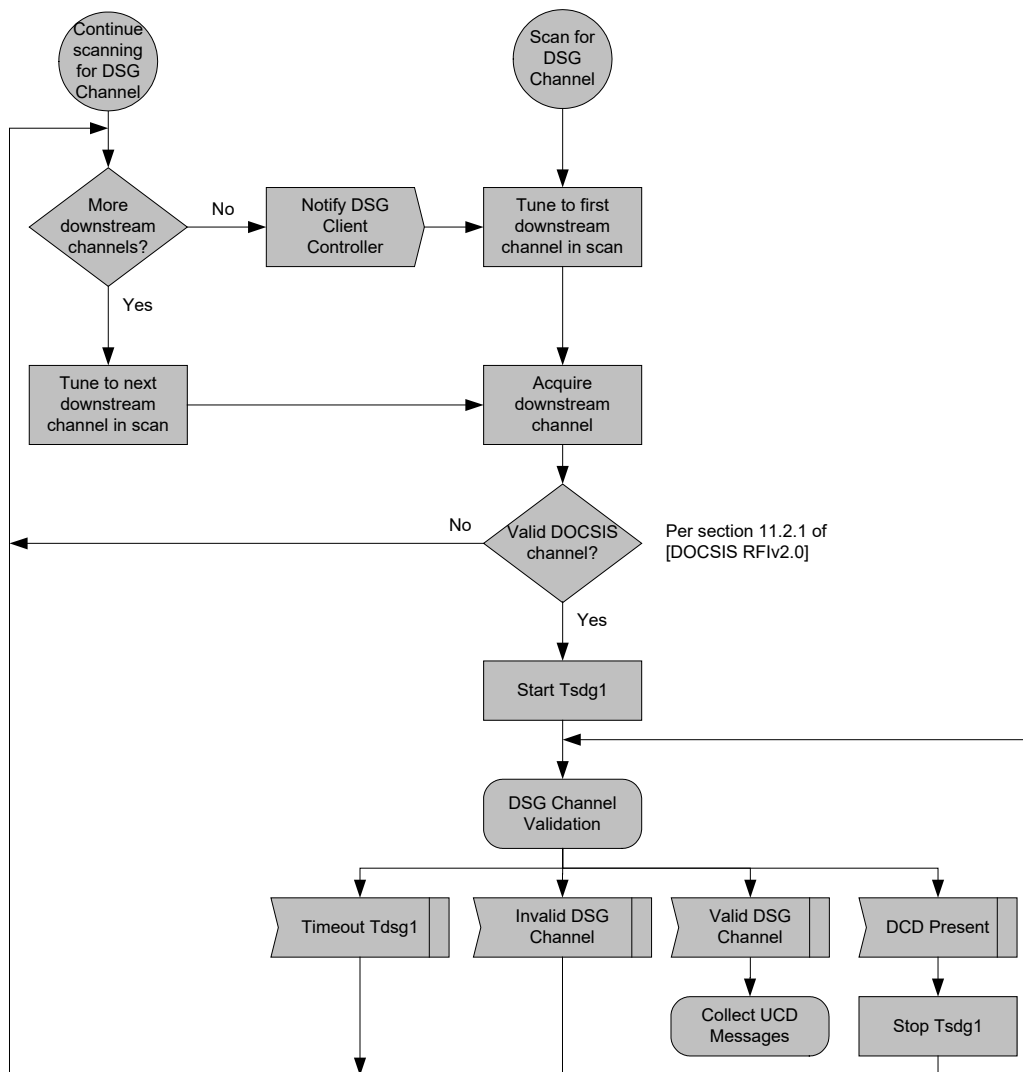 Continue
scanning
for DSG
Channel
Scan for
DSG
Channel
More
downstream
channels?
No
Notify DSG
Client
Controller
Tune to first
downstream
channel in scan
Yes
Tune to next
downstream
channel in scan
Acquire
downstream
channel
No
Valid DOCSIS
channel?
Per section 11.2.1 of
[DOCSIS RFIv2.0]
Yes
Start Tsdg1
DSG Channel
Validation
Timeout Tdsg1
Invalid DSG
Channel
Valid DSG
Channel
DCD Present
Collect UCD
Messages
Stop Tsdg1